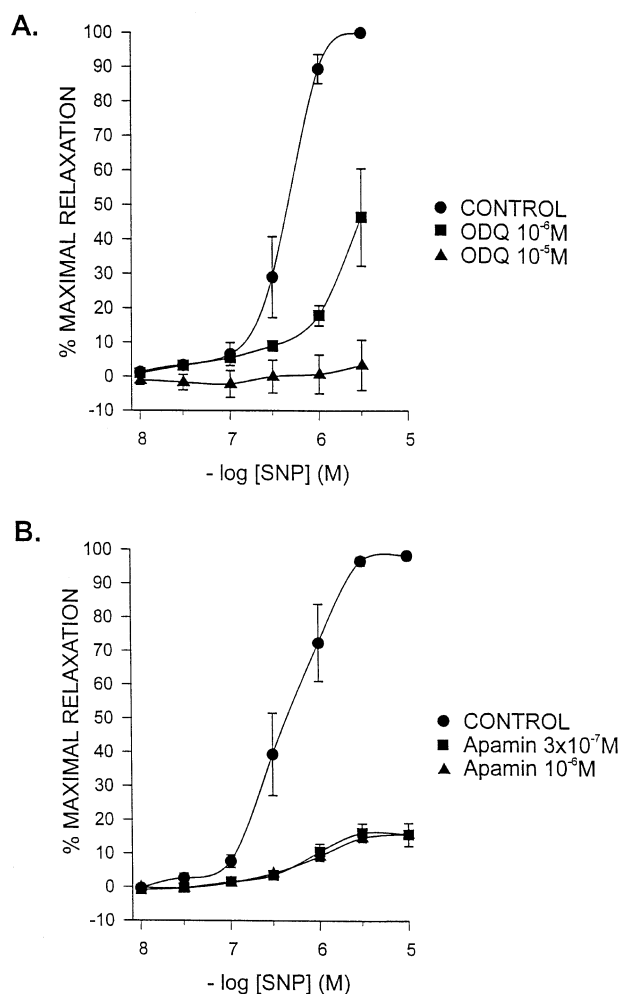 A.
% MAXIMAL RELAXATION
100
90
80
70
60
50
40
30
20
10
0
-10
8 7 6 5
- log [SNP] (M)
CONTROL
ODQ 10⁻⁶M
ODQ 10⁻⁵M
B.
% MAXIMAL RELAXATION
100
90
80
70
60
50
40
30
20
10
0
-10
8 7 6 5
- log [SNP] (M)
CONTROL
Apamin 3x10⁻⁷M
Apamin 10⁻⁶M